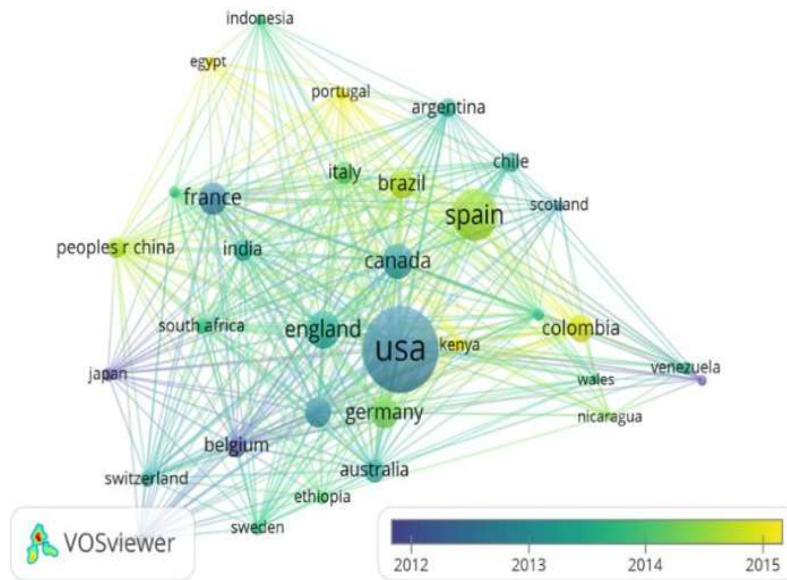 indonesia
egypt
portugal
argentina
italy
brazil
chile
france
spain
scotland
peoples r china
india
canada
south africa
england
usa
kenya
colombia
japan
wales
venezuela
germany
nicaragua
belgium
australia
switzerland
ethiopia
sweden
VOSviewer
2012 2013 2014 2015